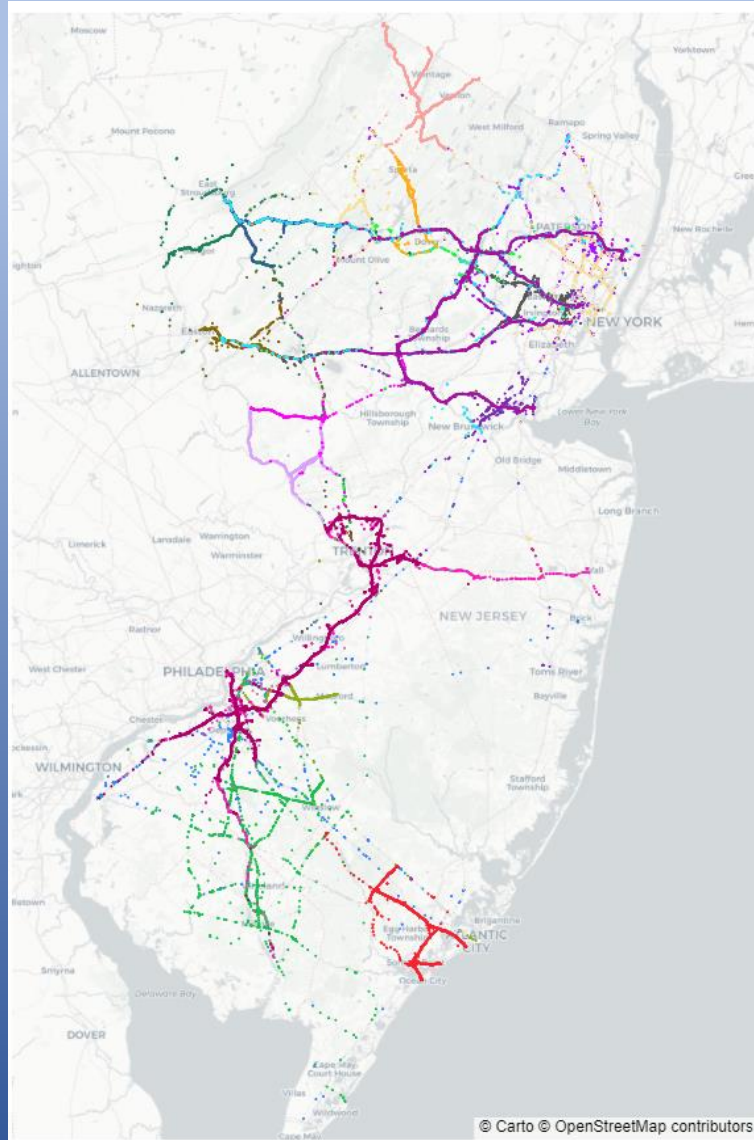 Moscow
Yorktown
Wantage
Vernon
Mount Pocono
West Milford
Ramapo
Spring Valley
East
Stroudsburg
Sparta
PATERSON
New Rochelle
Mount Olive
Nazareth
Irvington
NEW YORK
Township
Elizabeth
ALLENTOWN
Hillsborough
Township
New Brunswick
Lower New York
Bay
Old Bridge
Middletown
Long Branch
Limerick
Lansdale
Warrington
Warminster
TRENTON
Wall
NEW JERSEY
Brick
Radnor
West Chester
PHILADELPHIA
Lumberton
Toms River
Medford
Bayville
Chester
Voorhees
WILMINGTON
Stafford
Township
Winslow
Vineland
Egg Harbor
Township
Brigantine
ATLANTIC
CITY
Ocean City
Smyrna
Delaware Bay
DOVER
Cape May
Court House
Villas
Wildwood
Cape May
© Carto © OpenStreetMap contributors